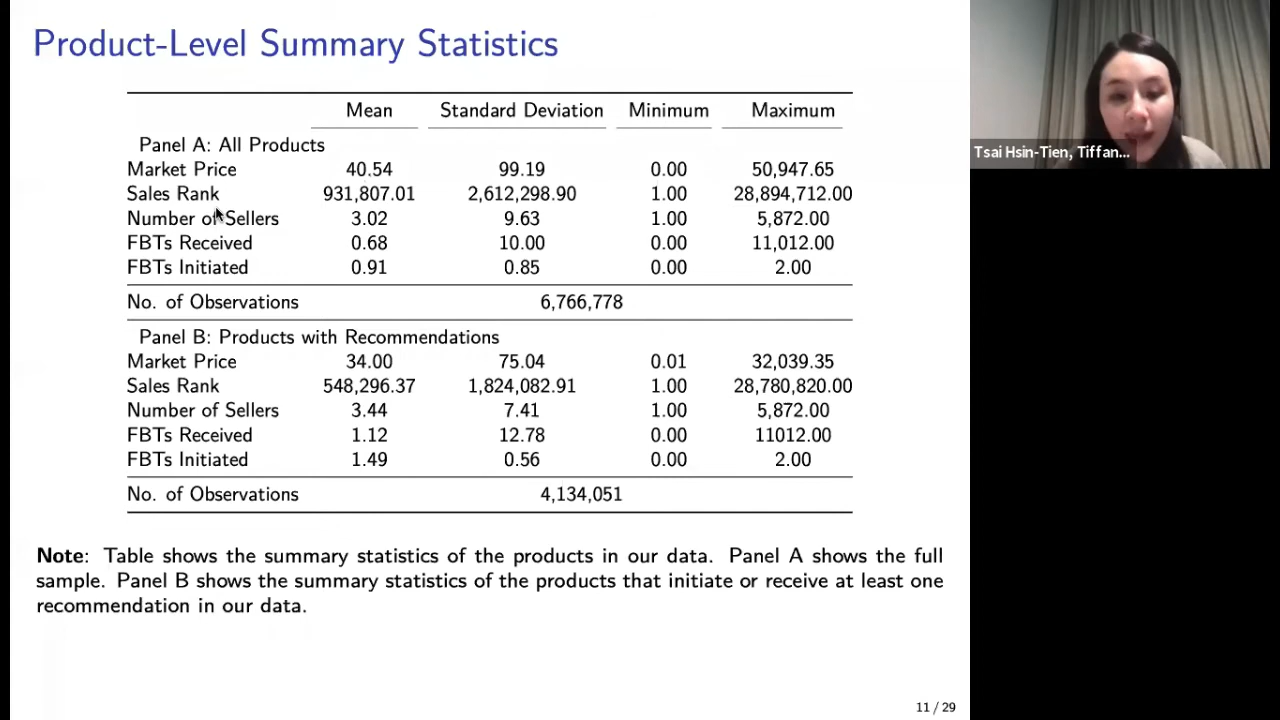 Product-Level Summary Statistics
Mean Standard Deviation Minimum Maximum
Panel A: All Products
Market Price 40.54 99.19 0.00 50,947.65
Sales Rank 931,807.01 2,612,298.90 1.00 28,894,712.00
Number of Sellers 3.02 9.63 1.00 5,872.00
FBTs Received 0.68 10.00 0.00 11,012.00
FBTs Initiated 0.91 0.85 0.00 2.00
No. of Observations 6,766,778
Panel B: Products with Recommendations
Market Price 34.00 75.04 0.01 32,039.35
Sales Rank 548,296.37 1,824,082.91 1.00 28,780,820.00
Number of Sellers 3.44 7.41 1.00 5,872.00
FBTs Received 1.12 12.78 0.00 11012.00
FBTs Initiated 1.49 0.56 0.00 2.00
No. of Observations 4,134,051
Note: Table shows the summary statistics of the products in our data. Panel A shows the full
sample. Panel B shows the summary statistics of the products that initiate or receive at least one
recommendation in our data.
11 / 29
Tsai Hsin-Tien, Tiffan...